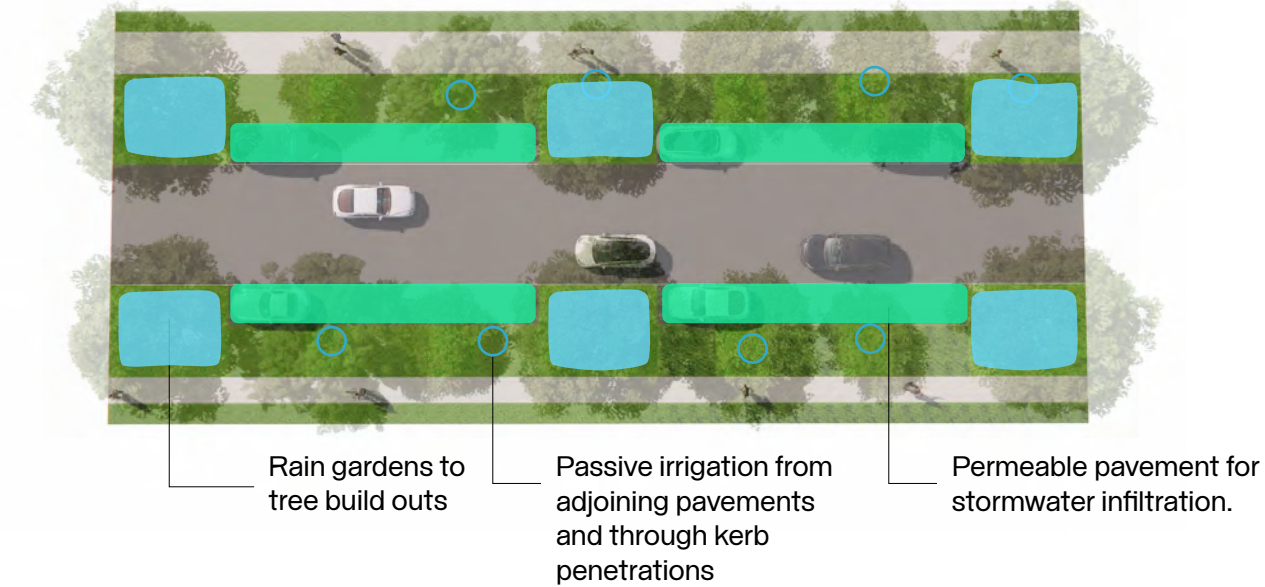 Rain gardens to
tree build outs
Passive irrigation from
adjoining pavements
and through kerb
penetrations
Permeable pavement for
stormwater infiltration.